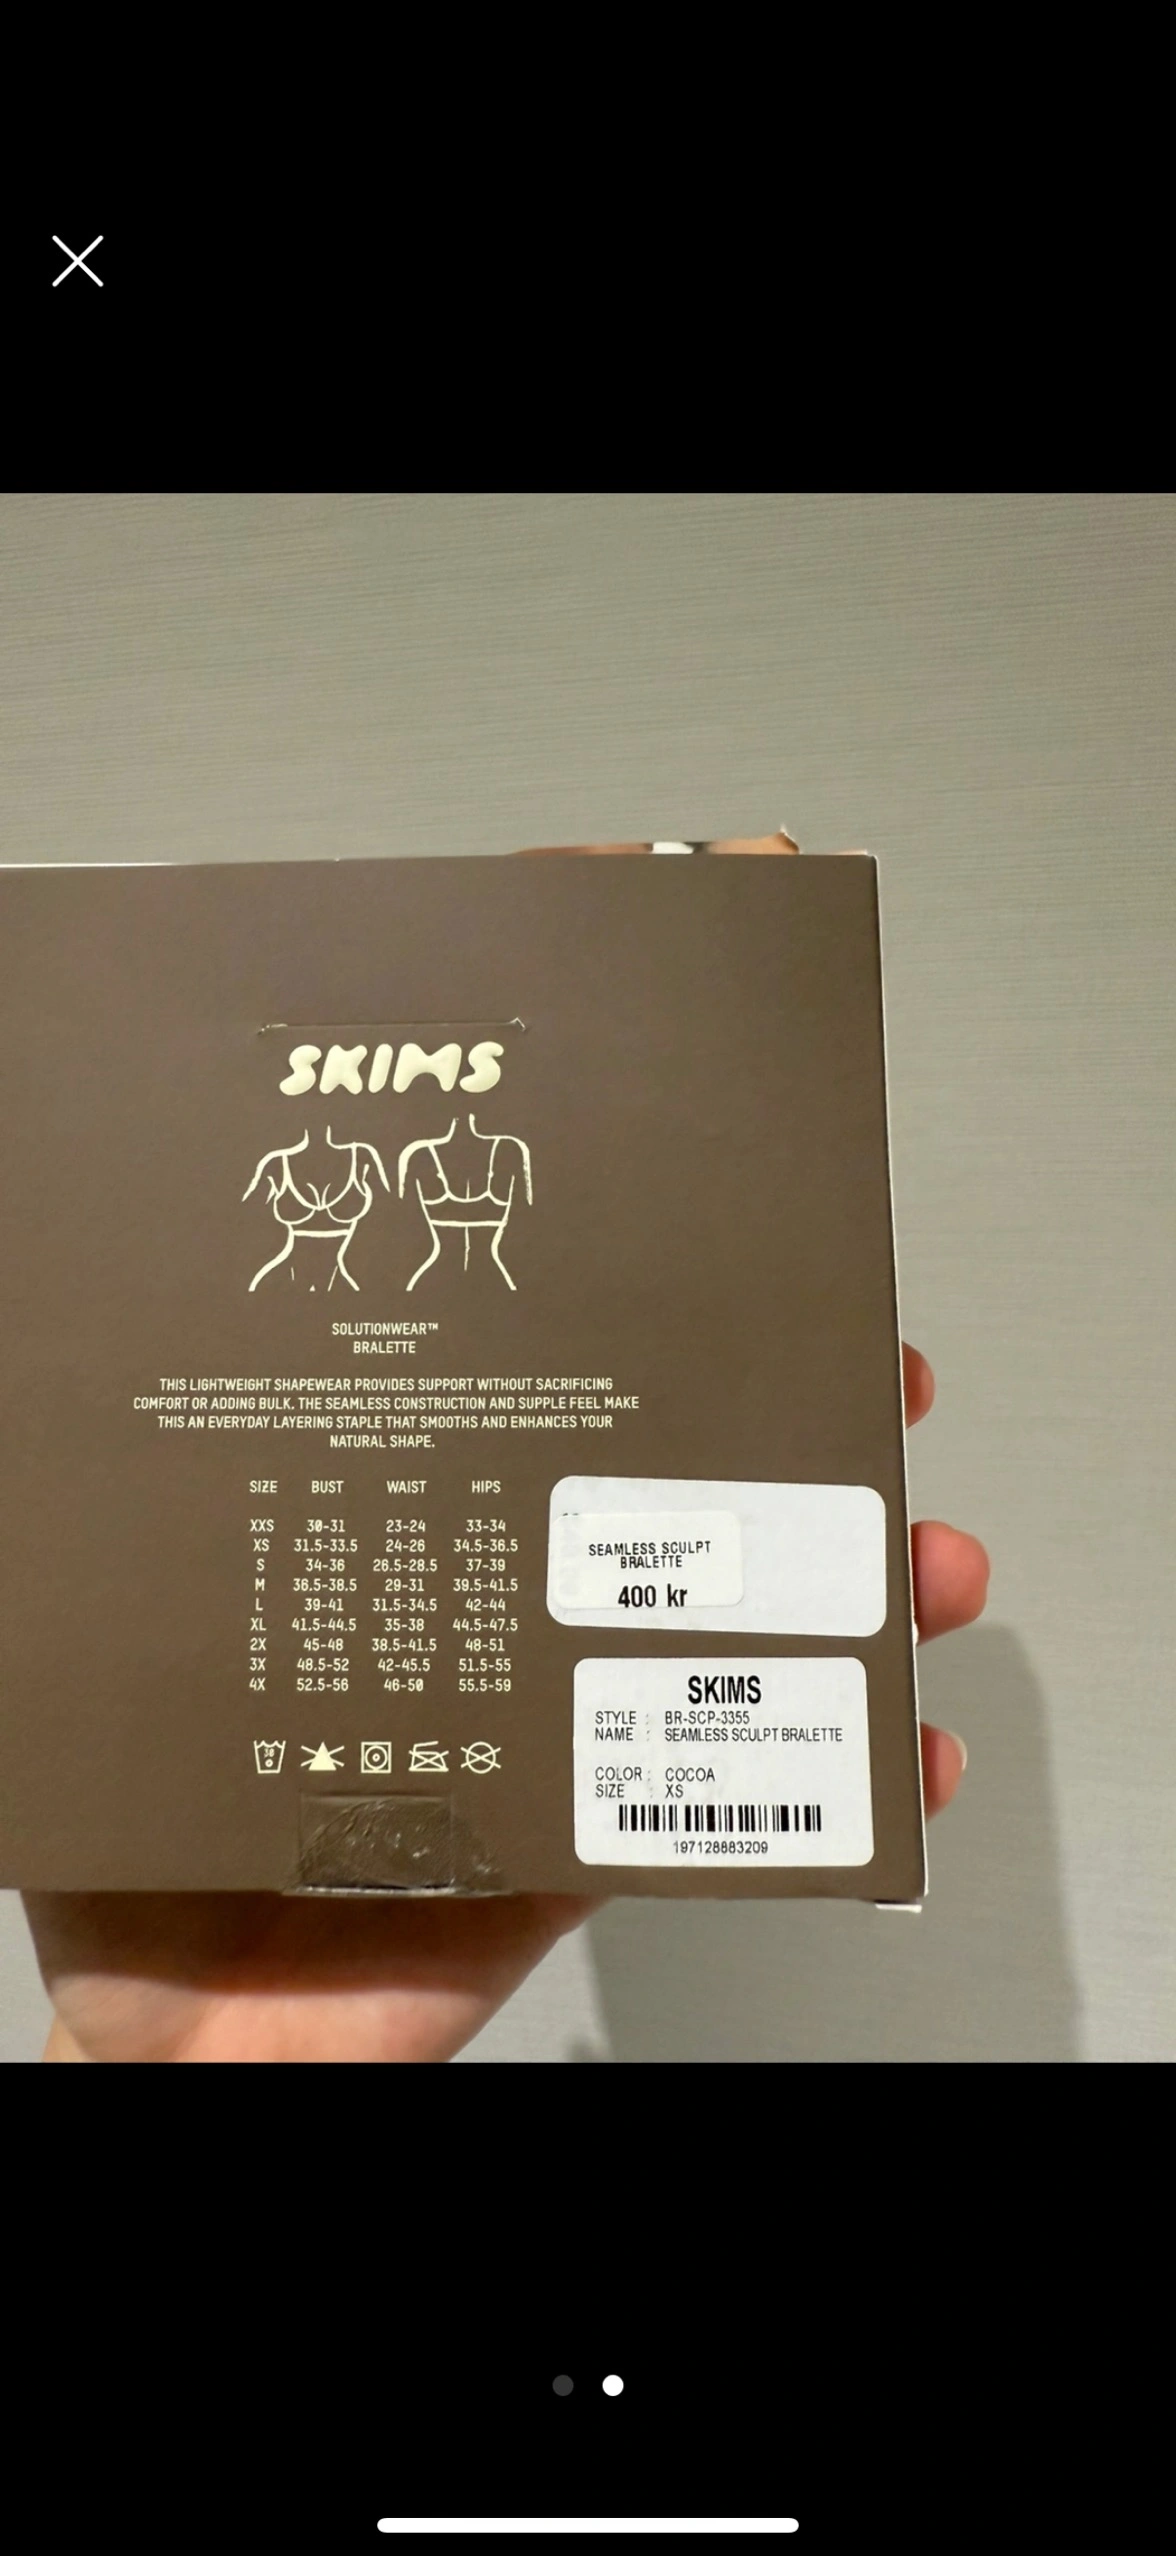 SKIMS
SOLUTIONWEAR™
BRALETTE
THIS LIGHTWEIGHT SHAPEWEAR PROVIDES SUPPORT WITHOUT SACRIFICING
COMFORT OR ADDING BULK. THE SEAMLESS CONSTRUCTION AND SUPPLE FEEL MAKE
THIS AN EVERYDAY LAYERING STAPLE THAT SMOOTHS AND ENHANCES YOUR
NATURAL SHAPE.
SIZE BUST WAIST HIPS
XXS 30-31 23-24 33-34
XS 31.5-33.5 24-26 34.5-36.5
S 34-36 26.5-28.5 37-39
M 36.5-38.5 29-31 39.5-41.5
L 39-41 31.5-34.5 42-44
XL 41.5-44.5 35-38 44.5-47.5
2X 45-48 38.5-41.5 48-51
3X 48.5-52 42-45.5 51.5-55
4X 52.5-56 46-50 55.5-59
30
SEAMLESS SCULPT
BRALETTE
400 kr
SKIMS
STYLE : BR-SCP-3355
NAME : SEAMLESS SCULPT BRALETTE
COLOR : COCOA
SIZE : XS
197128883209